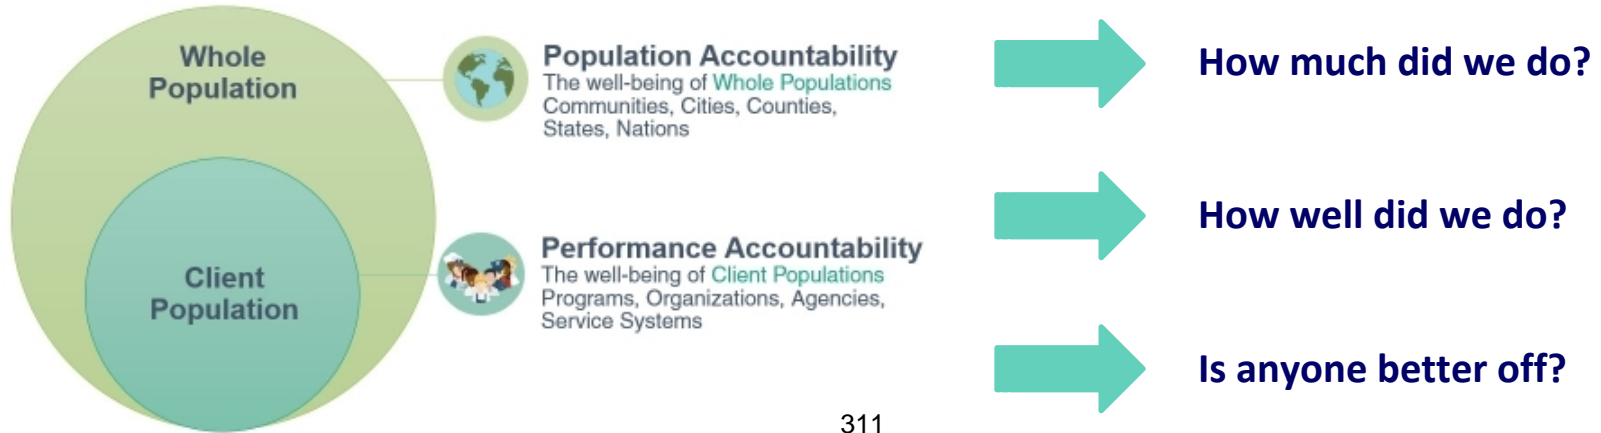 Whole
Population
Client
Population
Population Accountability
The well-being of Whole Populations
Communities, Cities, Counties,
States, Nations
Performance Accountability
The well-being of Client Populations
Programs, Organizations, Agencies,
Service Systems
How much did we do?
How well did we do?
Is anyone better off?
311